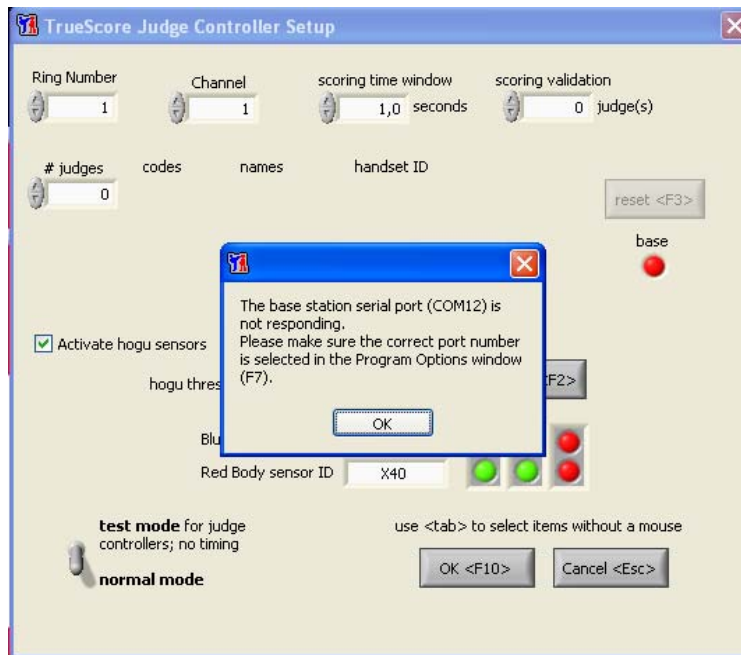 TrueScore Judge Controller Setup
Ring Number
Channel
scoring time window
scoring validation
1
1
1,0 seconds
0 judge(s)
# judges
codes
names
handset ID
0
reset <F3>
base
The base station serial port (COM12) is
not responding.
Please make sure the correct port number
is selected in the Program Options window
(F7).
OK
Activate hogu sensors
hogu thres
F2>
Blu
Red Body sensor ID
X40
test mode for judge
controllers; no timing
normal mode
use <tab> to select items without a mouse
OK <F10>
Cancel <Esc>